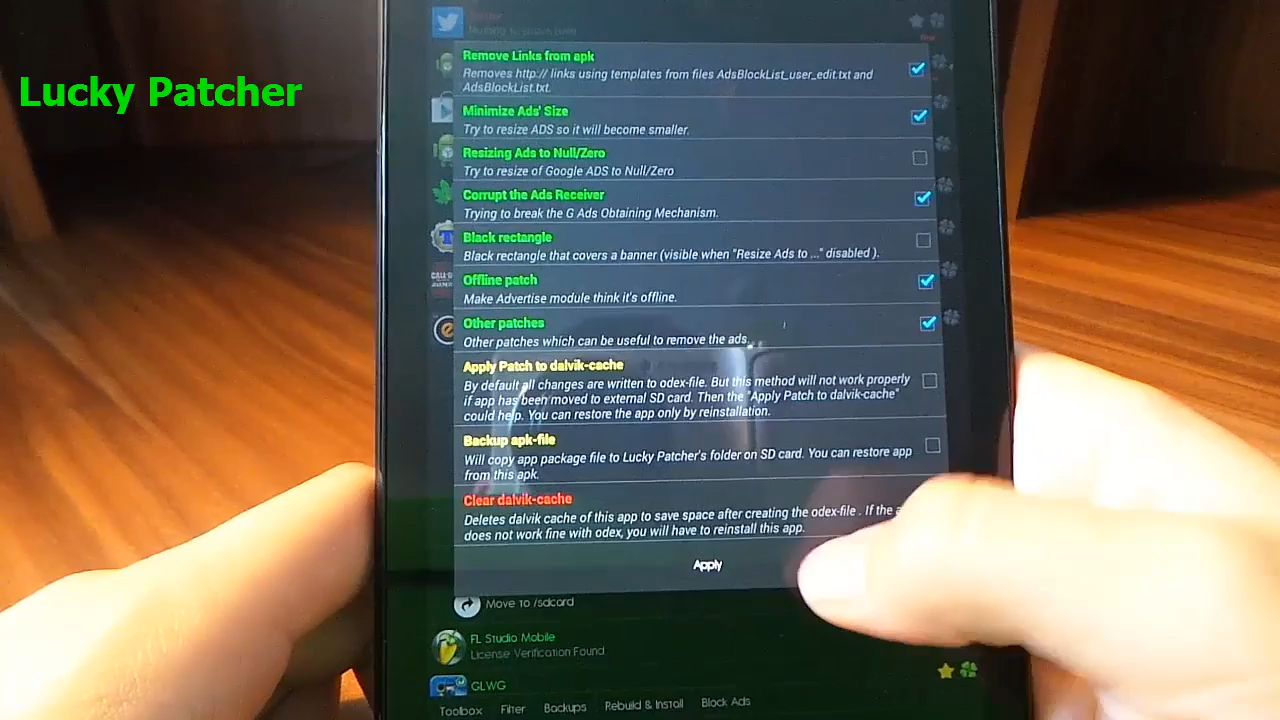 Lucky Patcher
Remove Links from apk
Removes http:// links using templates from files AdsBlockList_user_edit.txt and
AdsBlockList.txt.
Minimize Ads' Size
Try to resize ADS so it will become smaller.
Resizing Ads to Null/Zero
Try to resize of Google ADS to Null/Zero
Corrupt the Ads Receiver
Trying to break the G Ads Obtaining Mechanism.
Black rectangle
Black rectangle that covers a banner (visible when "Resize Ads to ..." disabled ).
Offline patch
Make Advertise module think it's offline.
Other patches
Other patches which can be useful to remove the ads.
Apply Patch to dalvik-cache
By default all changes are written to odex-file. But this method will not work properly
if app has been moved to external SD card. Then the "Apply Patch to dalvik-cache"
could help. You can restore the app only by reinstallation.
Backup apk-file
Will copy app package file to Lucky Patcher's folder on SD card. You can restore app
from this apk.
Clear dalvik-cache
Deletes dalvik cache of this app to save space after creating the odex-file . If the
does not work fine with odex, you will have to reinstall this app.
Apply
Move to /sdcard
FL Studio Mobile
License Verification Found
GLWG
Toolbox Filter Backups Rebuild & Install Block Ads